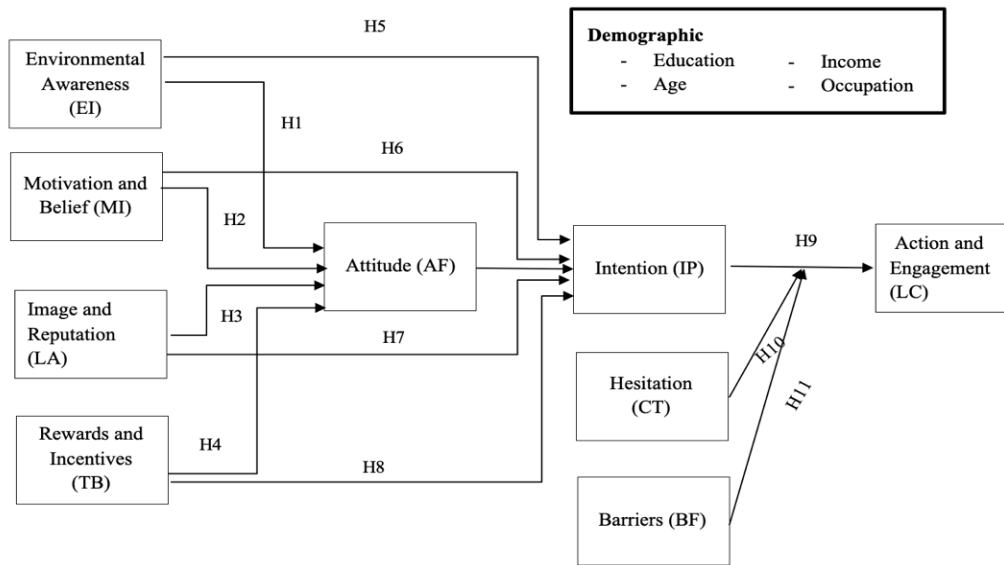 H5
Demographic
- Education
- Income
- Age
- Occupation
Environmental
Awareness
(EI)
H1
H6
Motivation and
Belief (MI)
H2
Attitude (AF)
Intention (IP)
H9
Action and
Engagement
(LC)
Image and
Reputation
(LA)
H3
H7
H10
Hesitation
(CT)
H11
Rewards and
Incentives
(TB)
H4
H8
Barriers (BF)